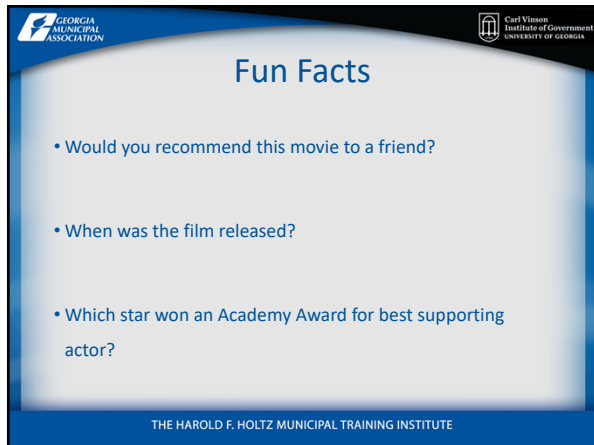 GEORGIA
MUNICIPAL
ASSOCIATION
Carl Vinson
Institute of Government
UNIVERSITY OF GEORGIA
Fun Facts
• Would you recommend this movie to a friend?
• When was the film released?
• Which star won an Academy Award for best supporting
actor?
THE HAROLD F. HOLTZ MUNICIPAL TRAINING INSTITUTE